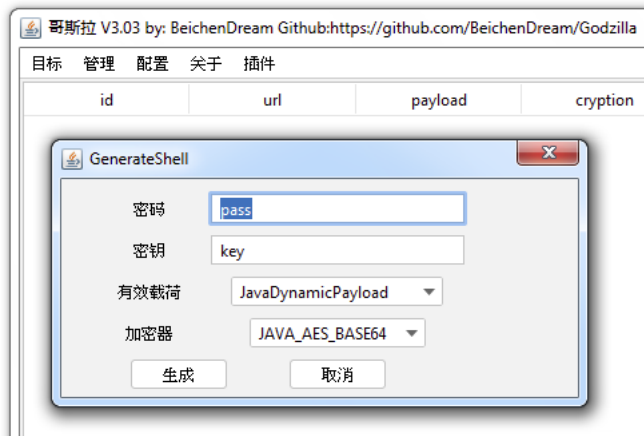 哥斯拉 V3.03 by: BeichenDream Github:https://github.com/BeichenDream/Godzilla
目标 管理 配置 关于 插件
id url payload cryption
GenerateShell
密码 pass
密钥 key
有效载荷 JavaDynamicPayload
加密器 JAVA_AES_BASE64
生成 取消